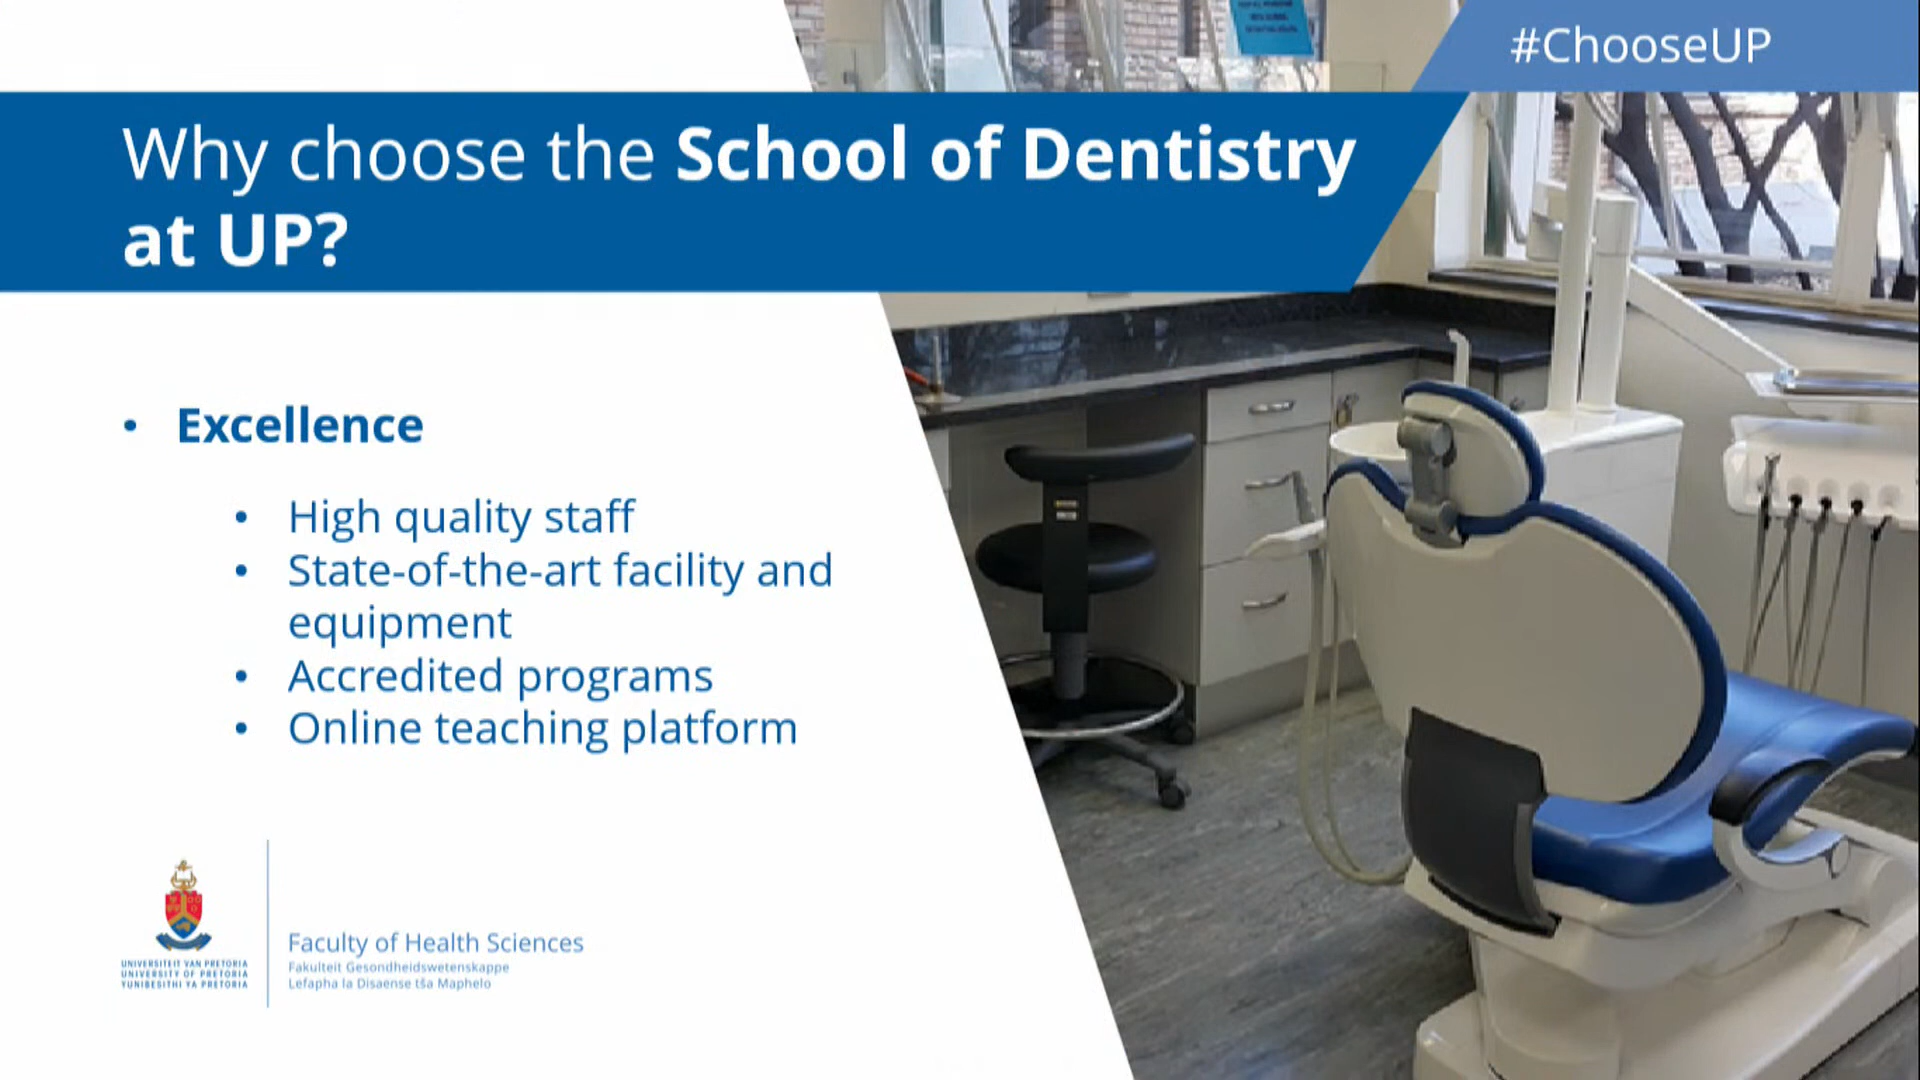 #ChooseUP
Why choose the School of Dentistry
at UP?
• Excellence
• High quality staff
• State-of-the-art facility and
equipment
• Accredited programs
• Online teaching platform
UNIVERSITEIT VAN PRETORIA
UNIVERSITY OF PRETORIA
YUNIBESITHI YA PRETORIA
Faculty of Health Sciences
Fakulteit Gesondheidswetenskappe
Lefapha la Disaense tša Maphelo